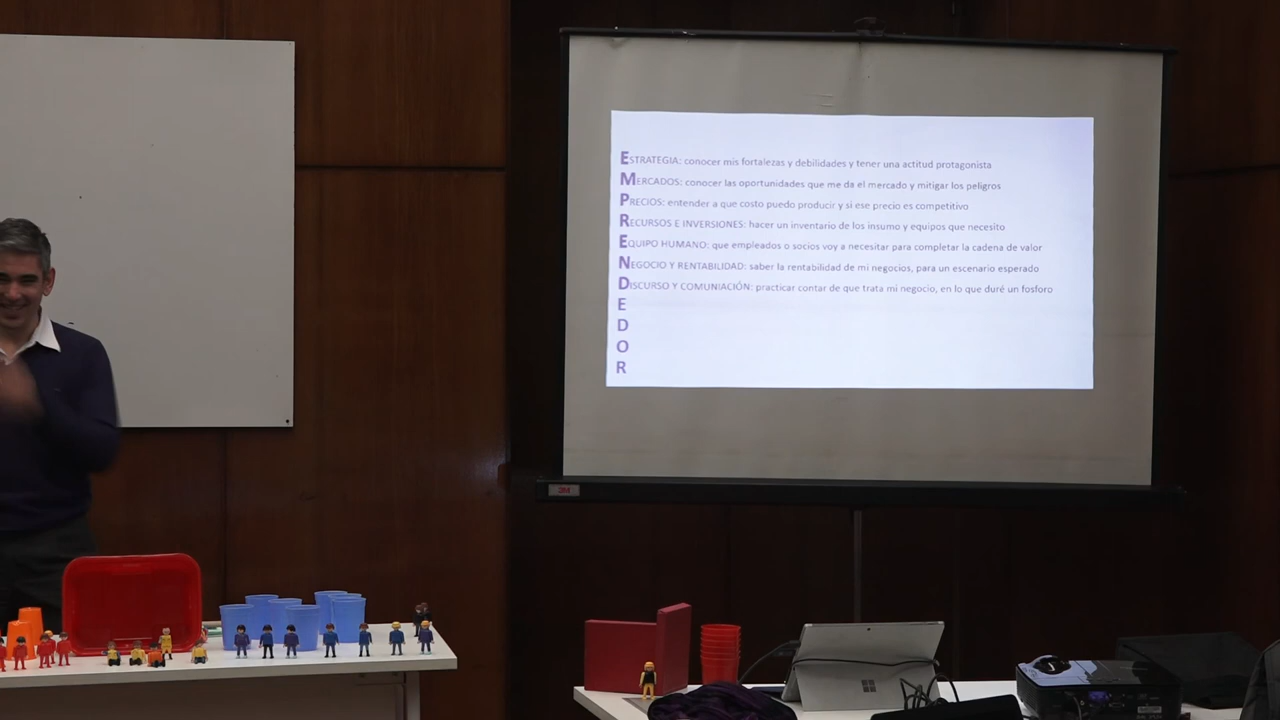 ESTRATEGIA: conocer mis fortalezas y debilidades y tener una actitud protagonista
MERCADOS: conocer las oportunidades que me da el mercado y mitigar los peligros
PRECIOS: entender a que costo puedo producir y si ese precio es competitivo
RECURSOS E INVERSIONES: hacer un inventario de los insumo y equipos que necesito
EQUIPO HUMANO: que empleados o socios voy a necesitar para completar la cadena de valor
NEGOCIO Y RENTABILIDAD: saber la rentabilidad de mi negocios, para un escenario esperado
DISCURSO Y COMUNIACIÓN: practicar contar de que trata mi negocio, en lo que duré un fosforo
E
D
O
R
3M